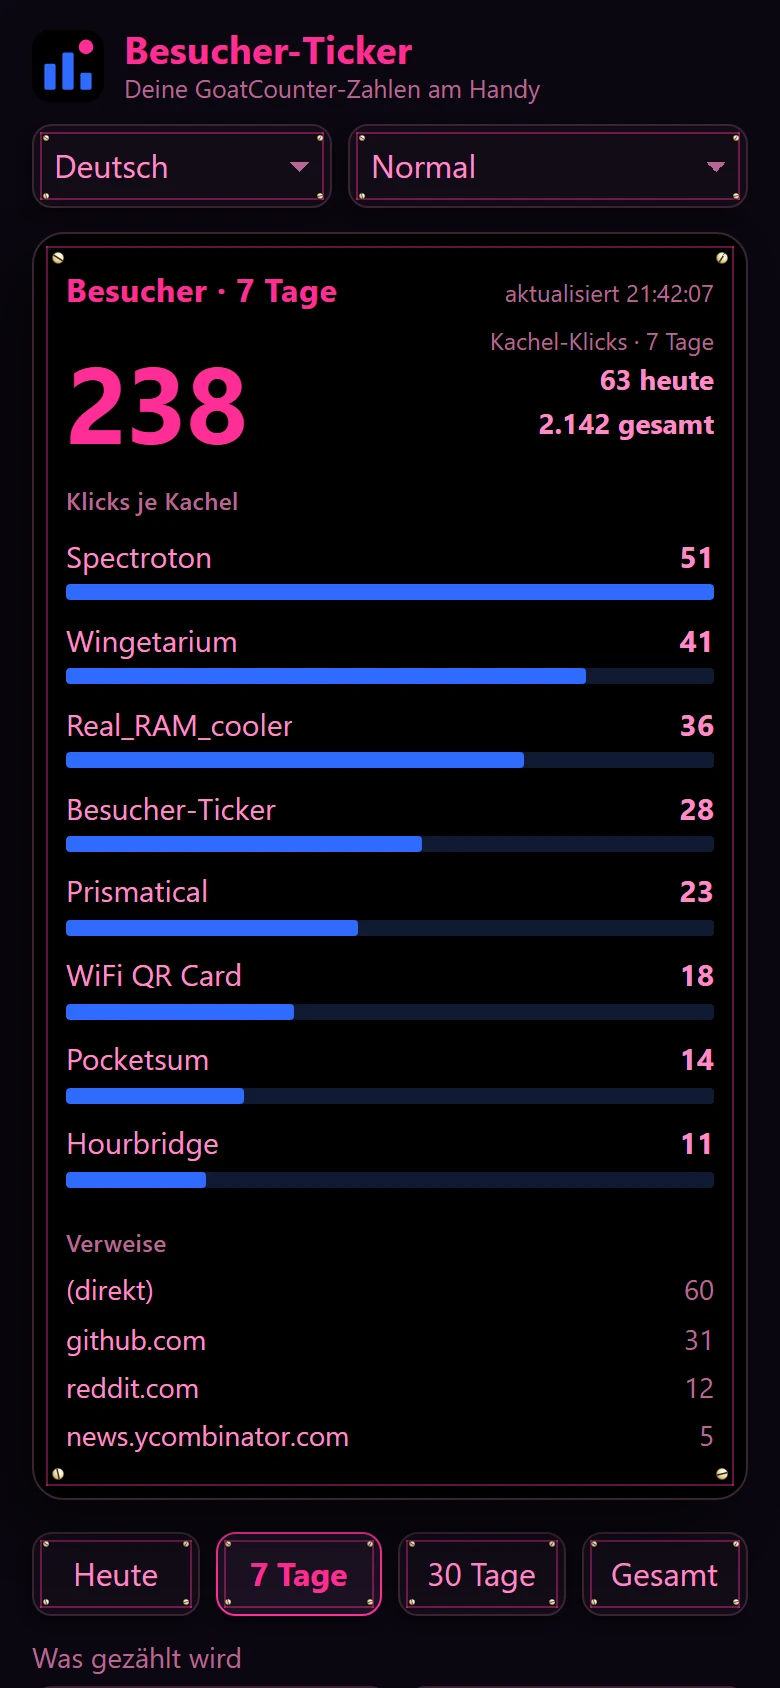 Besucher-Ticker
Deine GoatCounter-Zahlen am Handy
Deutsch
Normal
Besucher · 7 Tage
aktualisiert 21:42:07
238
Kachel-Klicks · 7 Tage
63 heute
2.142 gesamt
Klicks je Kachel
Spectroton 51
Wingetarium 41
Real_RAM_cooler 36
Besucher-Ticker 28
Prismatical 23
WiFi QR Card 18
Pocketsum 14
Hourbridge 11
Verweise
(direkt) 60
github.com 31
reddit.com 12
news.ycombinator.com 5
Heute
7 Tage
30 Tage
Gesamt
Was gezählt wird